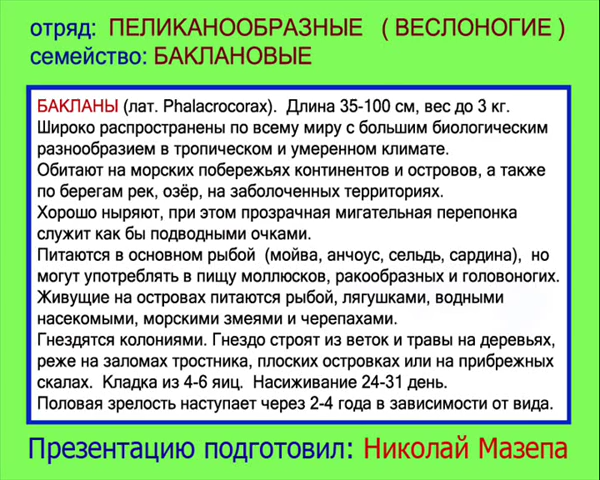 отряд: ПЕЛИКАНООБРАЗНЫЕ ( ВЕСЛОНОГИЕ )
семейство: БАКЛАНОВЫЕ
БАКЛАНЫ (лат. Phalacrocorax). Длина 35-100 см, вес до 3 кг.
Широко распространены по всему миру с большим биологическим
разнообразием в тропическом и умеренном климате.
Обитают на морских побережьях континентов и островов, а также
по берегам рек, озёр, на заболоченных территориях.
Хорошо ныряют, при этом прозрачная мигательная перепонка
служит как бы подводными очками.
Питаются в основном рыбой (мойва, анчоус, сельдь, сардина), но
могут употреблять в пищу моллюсков, ракообразных и головоногих.
Живущие на островах питаются рыбой, лягушками, водными
насекомыми, морскими змеями и черепахами.
Гнездятся колониями. Гнездо строят из веток и травы на деревьях,
реже на заломах тростника, плоских островках или на прибрежных
скалах. Кладка из 4-6 яиц. Насиживание 24-31 день.
Половая зрелость наступает через 2-4 года в зависимости от вида.
Презентацию подготовил: Николай Мазепа